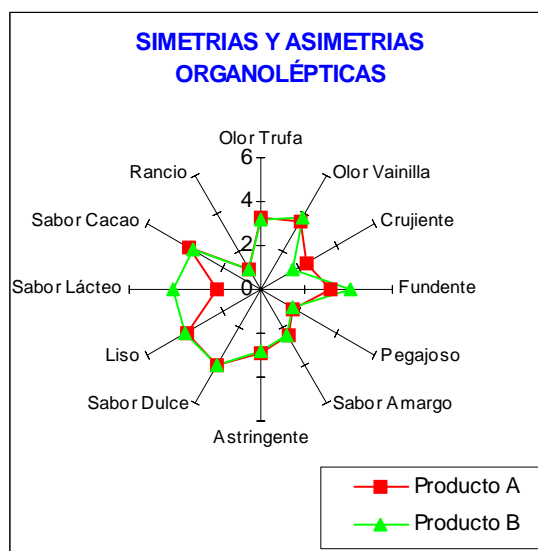 SIMETRIAS Y ASIMETRIAS
ORGANOLÉPTICAS
Olor Trufa
6
Rancio
Olor Vainilla
4
Sabor Cacao
Crujiente
2
Sabor Lácteo
0
Fundente
Liso
Pegajoso
Sabor Dulce
Sabor Amargo
Astringente
Producto A
Producto B